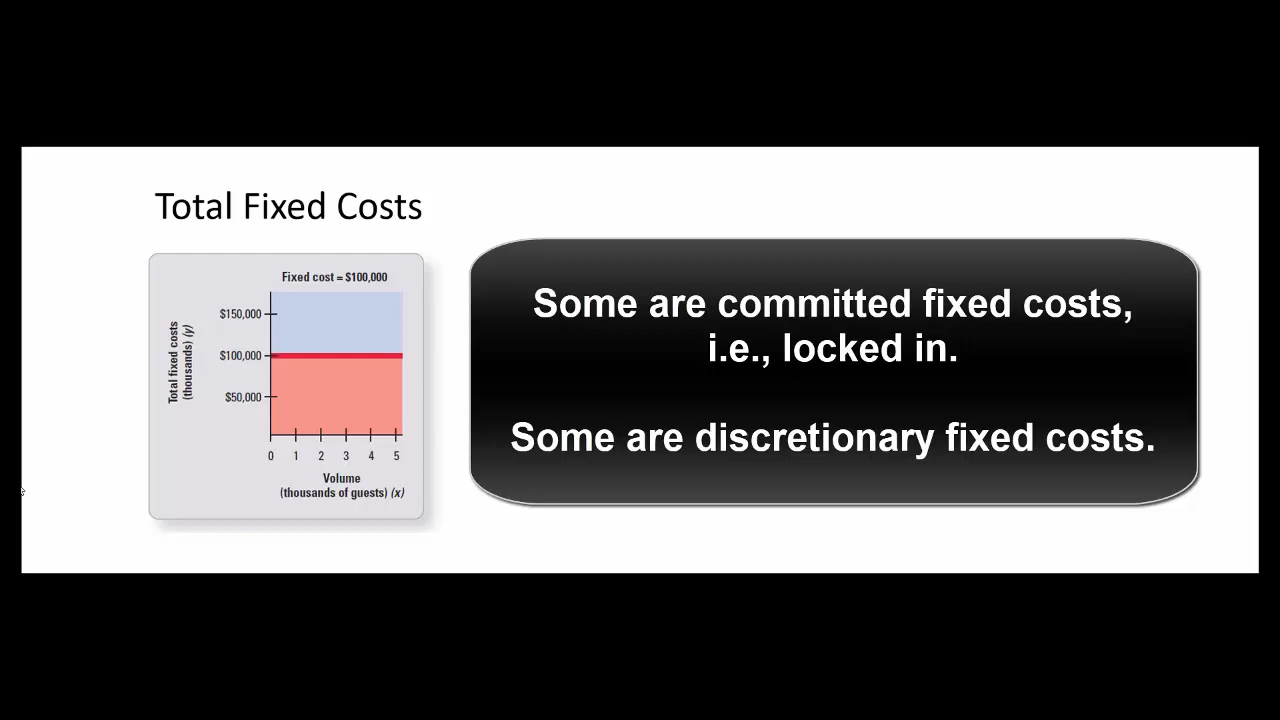 Total Fixed Costs
Fixed cost = $100,000
Total fixed costs
(thousands) (y)
$150,000
$100,000
$50,000
0 1 2 3 4 5
Volume
(thousands of guests) (x)
Some are committed fixed costs,
i.e., locked in.
Some are discretionary fixed costs.